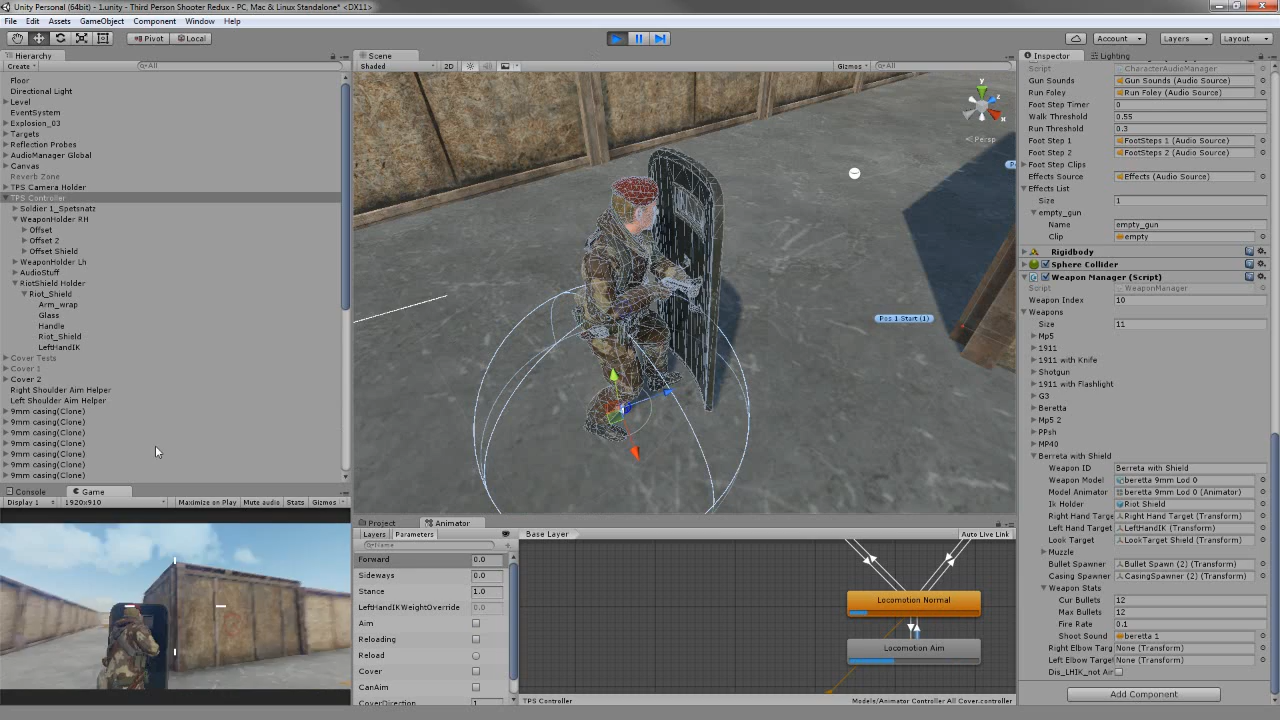 Unity Personal (64bit) - 1.unity - Third Person Shooter Redux - PC, Mac & Linux Standalone* <DX11>
File Edit Assets GameObject Component Window Help
Pivot Local Account Layers Layout
Hierarchy
Create All
Floor
Directional Light
Level
EventSystem
Explosion_03
Targets
Reflection Probes
AudioManager Global
Canvas
Reverb Zone
TPS Camera Holder
TPS Controller
Soldier 1_Spetsnatz
WeaponHolder RH
Offset
Offset 2
Offset Shield
WeaponHolder Lh
AudioStuff
RiotShield Holder
Riot_Shield
Arm_wrap
Glass
Handle
Riot_Shield
LeftHandIK
Cover Tests
Cover 1
Cover 2
Right Shoulder Aim Helper
Left Shoulder Aim Helper
9mm casing(Clone)
9mm casing(Clone)
9mm casing(Clone)
9mm casing(Clone)
9mm casing(Clone)
9mm casing(Clone)
9mm casing(Clone)
Console Game
Display 1 1920x910 Maximize on Play Mute audio Stats Gizmos
Scene
Shaded 2D Gizmos All
y
z
x
Persp
Pos 1 Start (1)
Project Animator
Layers Parameters Base Layer Auto Live Link
Name
Forward 0.0
Sideways 0.0
Stance 1.0
LeftHandIKWeightOverride 0.0
Aim
Reloading
Reload
Cover
CanAim
CoverDirection 1
Locomotion Normal
Locomotion Aim
TPS Controller Models/Animator Controller All Cover.controller
Inspector Lighting
Script CharacterAudioManager
Gun Sounds Gun Sounds (Audio Source)
Run Foley Run Foley (Audio Source)
Foot Step Timer 0
Walk Threshold 0.55
Run Threshold 0.3
Foot Step 1 FootSteps 1 (Audio Source)
Foot Step 2 FootSteps 2 (Audio Source)
Foot Step Clips
Effects Source Effects (Audio Source)
Effects List
Size 1
empty_gun
Name empty_gun
Clip empty
Rigidbody
Sphere Collider
Weapon Manager (Script)
Script WeaponManager
Weapon Index 10
Weapons
Size 11
Mp5
1911
1911 with Knife
Shotgun
1911 with Flashlight
G3
Beretta
Mp5 2
PPsh
MP40
Berreta with Shield
Weapon ID Berreta with Shield
Weapon Model beretta 9mm Lod 0
Model Animator beretta 9mm Lod 0 (Animator)
Ik Holder Riot Shield
Right Hand Targe Right Hand Target (Transform)
Left Hand Target LeftHandIK (Transform)
Look Target LookTarget Shield (Transform)
Muzzle
Bullet Spawner Bullet Spawn (2) (Transform)
Casing Spawner CasingSpawner (2) (Transform)
Weapon Stats
Cur Bullets 12
Max Bullets 12
Fire Rate 0.1
Shoot Sound beretta 1
Right Elbow Targ None (Transform)
Left Elbow Target None (Transform)
Dis_LHIK_not Air
Add Component